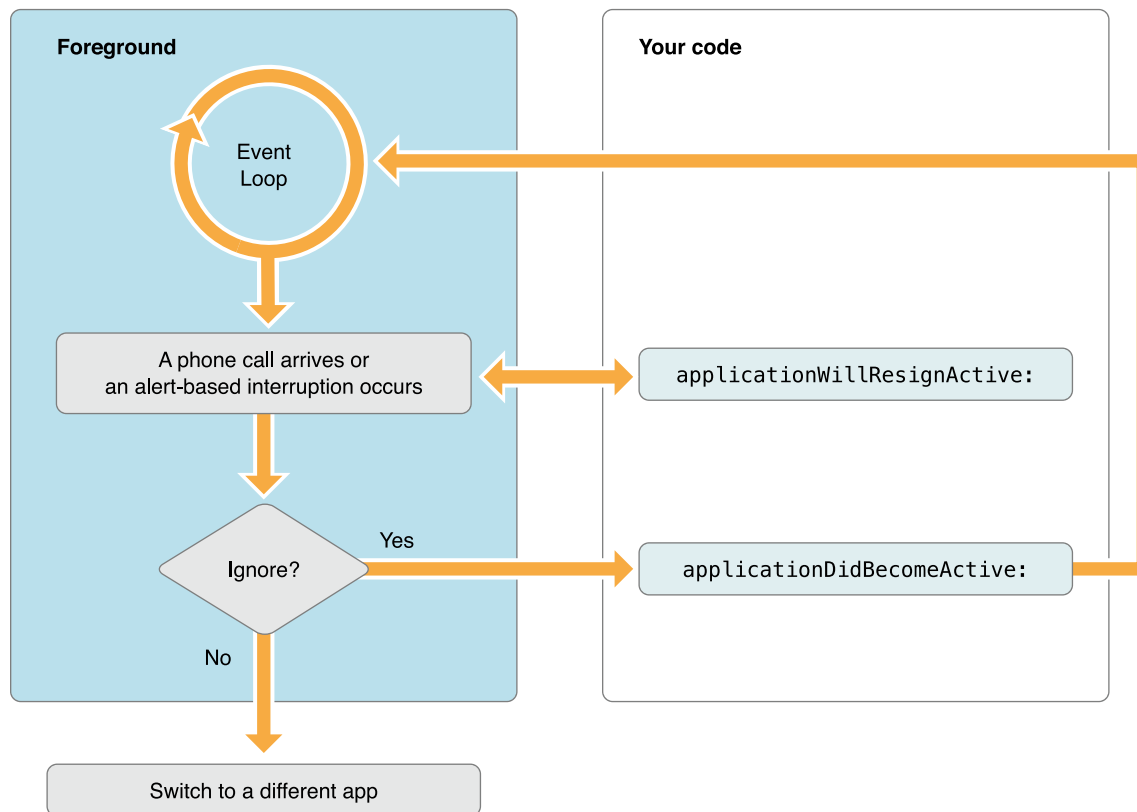 Foreground
Your code
Event
Loop
A phone call arrives or
an alert-based interruption occurs
applicationWillResignActive:
Ignore?
Yes
applicationDidBecomeActive:
No
Switch to a different app